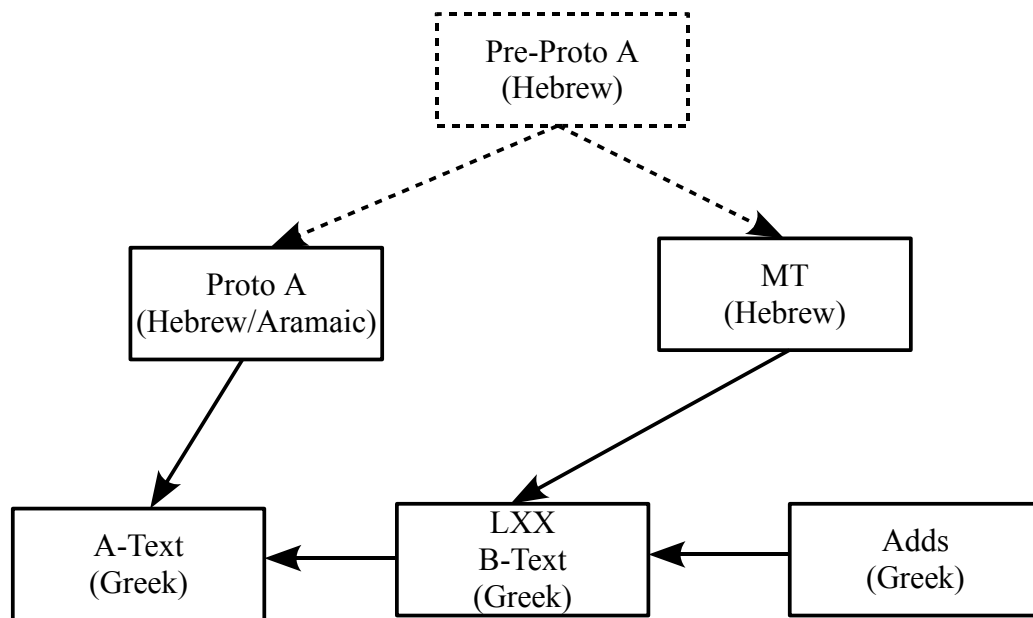 Pre-Proto A
(Hebrew)
Proto A
(Hebrew/Aramaic)
MT
(Hebrew)
A-Text
(Greek)
LXX
B-Text
(Greek)
Adds
(Greek)